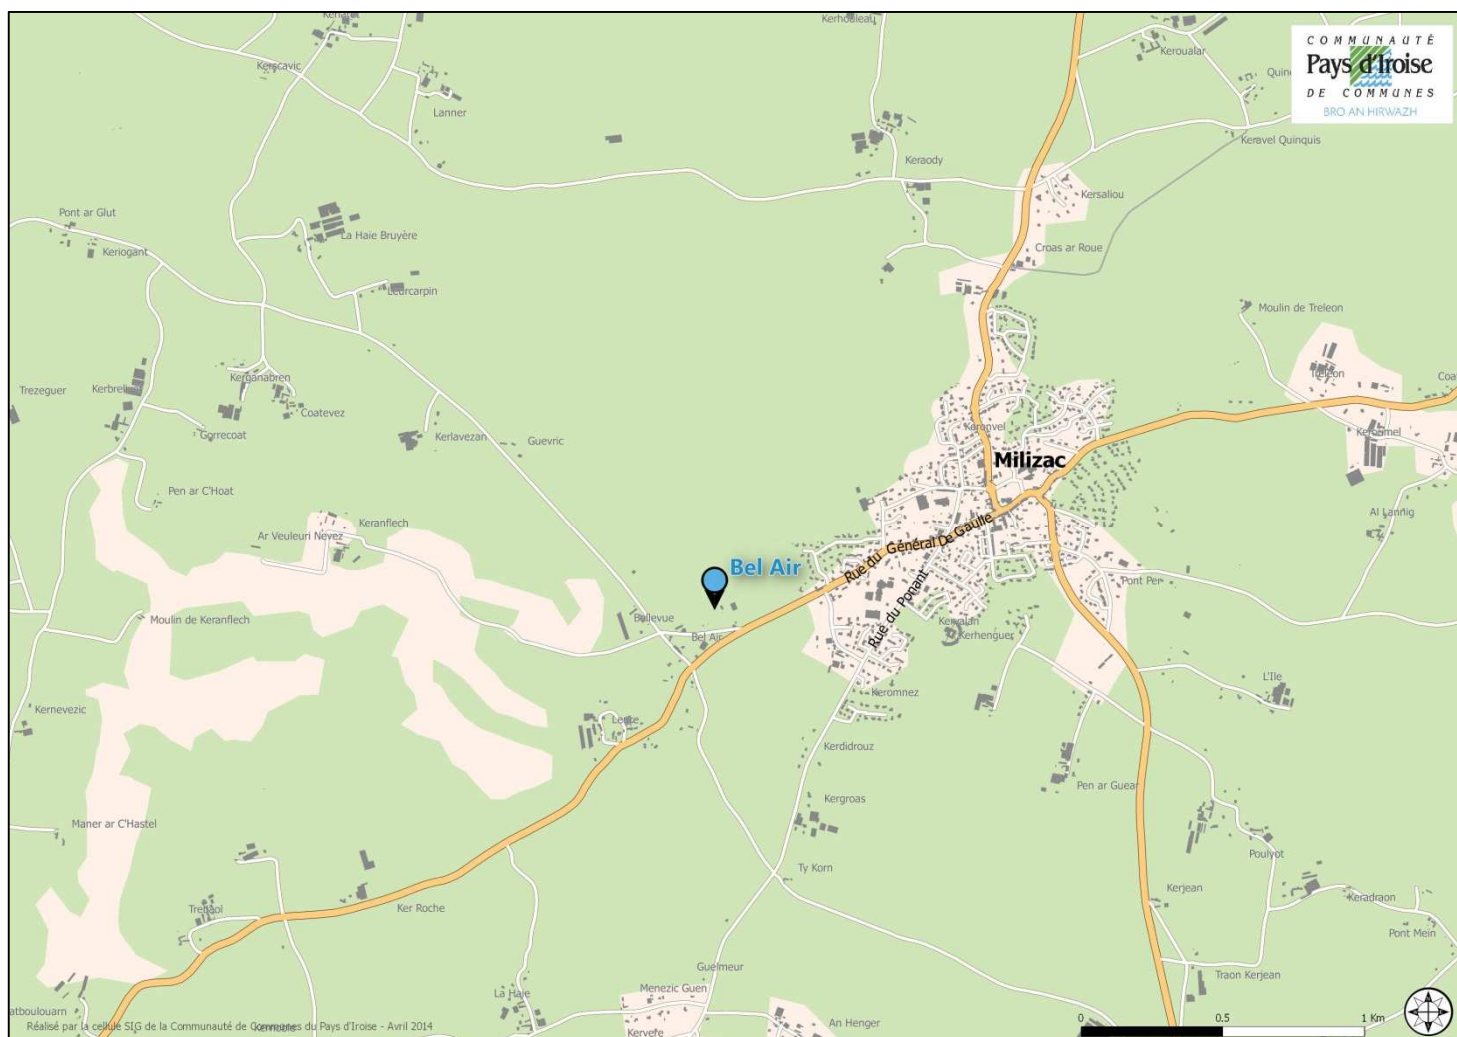 COMMUNAUTÉ
Pays d'Iroise
DE COMMUNES
BRO AN HIRWAZH
Kerhouleau
Keroualar
Kerscavic
Lanner
Keraody
Keravel Quinquis
Kersaliou
Pont ar Glut
La Haie Bruyère
Keriogant
Croas ar Roue
Leurcarpin
Moulin de Treleon
Treleon
Kerganabren
Trezeguer
Coatevez
Gorrecoat
Kerlavezan
Guevric
Milizac
Pen ar C'Hoat
Al Lannig
Keranflech
Ar Veuleuri Nevez
Rue du Général De Gaulle
Bel Air
Pont Per
Rue du Ponant
Moulin de Keranflech
Bellevue
Bel Air
Kerhenguer
L'Ile
Keromnez
Kernevezic
Kerdidrouz
Pen ar Guear
Kergroas
Maner ar C'Hastel
Poulyot
Ty Korn
Kerjean
Keradraon
Ker Roche
Pont Mein
Guelmeur
Traon Kerjean
Menezic Guen
La Haie
An Henger
Kervefe
Réalisé par la cellule SIG de la Communauté de Communes du Pays d'Iroise - Avril 2014
0 0.5 1 Km